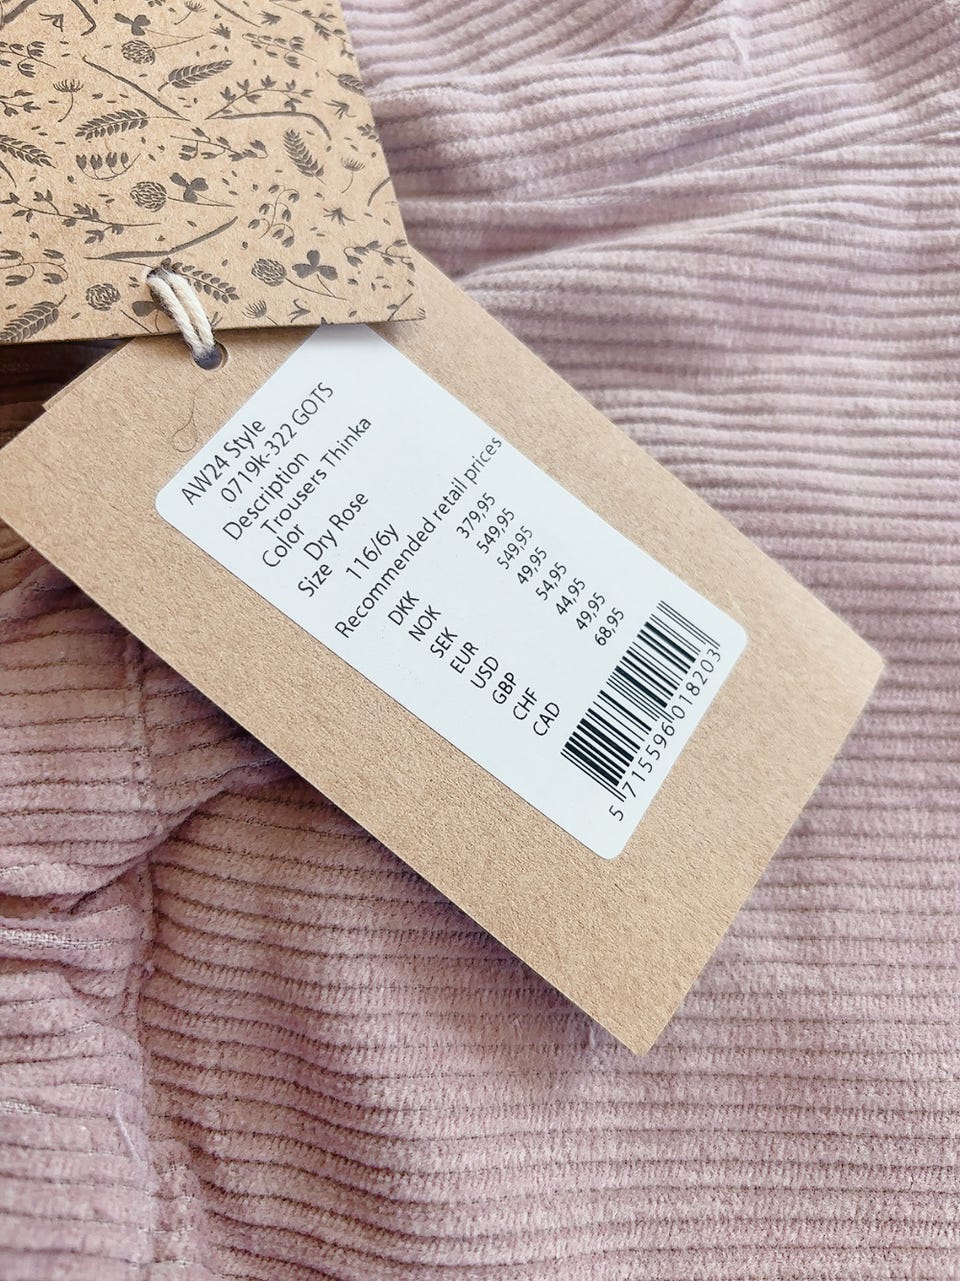 AW24 Style
0719k-322 GOTS
Description
Trousers Thinka
Color
Dry Rose
Size
116/6y
Recommended retail prices
DKK 379,95
NOK 549,95
SEK 549,95
EUR 49,95
USD 54,95
GBP 44,95
CHF 49,95
CAD 68,95
5 715596 018203